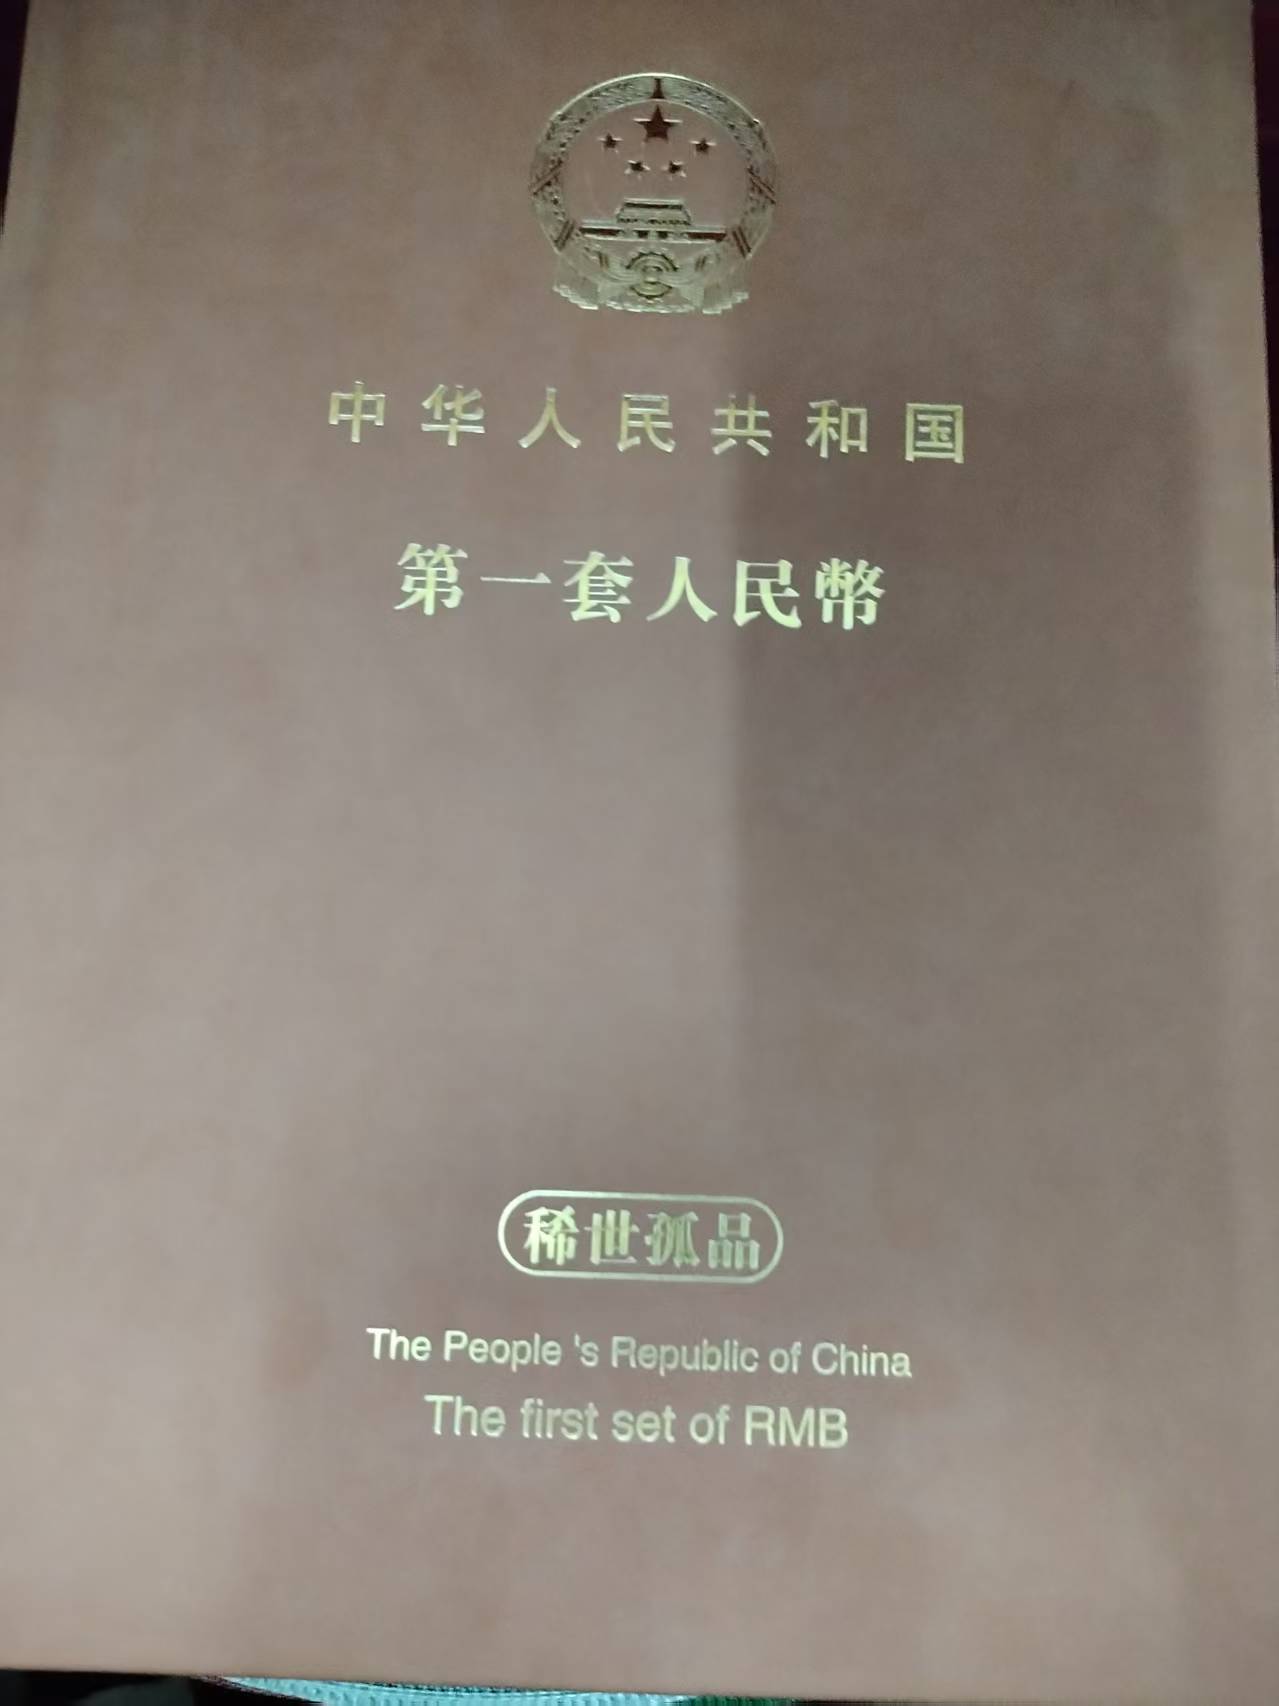 中华人民共和国
第一套人民幣
稀世孤品
The People 's Republic of China
The first set of RMB